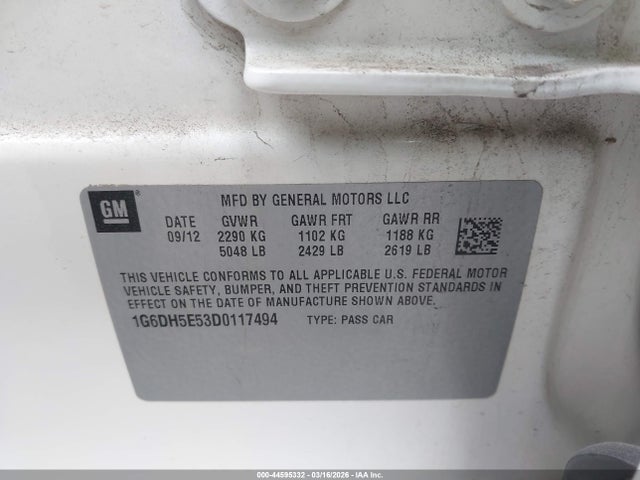 GM
MFD BY GENERAL MOTORS LLC
DATE GVWR GAWR FRT GAWR RR
09/12 2290 KG 1102 KG 1188 KG
5048 LB 2429 LB 2619 LB
THIS VEHICLE CONFORMS TO ALL APPLICABLE U.S. FEDERAL MOTOR
VEHICLE SAFETY, BUMPER, AND THEFT PREVENTION STANDARDS IN
EFFECT ON THE DATE OF MANUFACTURE SHOWN ABOVE.
1G6DH5E53D0117494 TYPE: PASS CAR
000-44595332 - 03/16/2026 - IAA Inc.